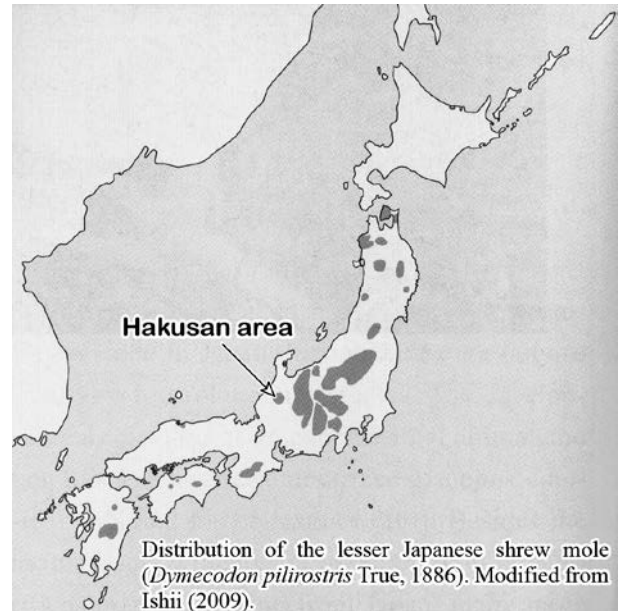 Hakusan area
Distribution of the lesser Japanese shrew mole
(Dymecodon pilirostris True, 1886). Modified from
Ishii (2009).